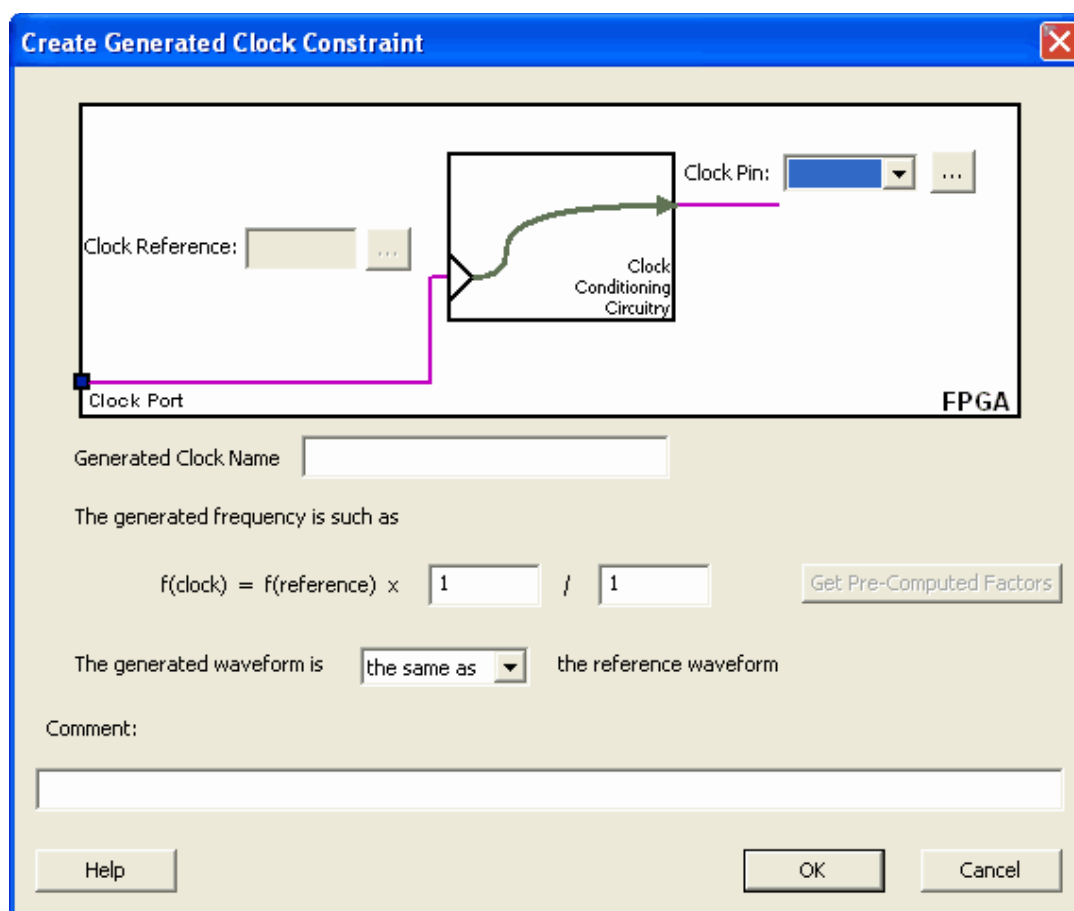 Create Generated Clock Constraint
Clock Pin:
...
Clock Reference:
...
Clock
Conditioning
Circuitry
Clock Port
FPGA
Generated Clock Name
The generated frequency is such as
f(clock) = f(reference) x 1 / 1
Get Pre-Computed Factors
The generated waveform is the same as the reference waveform
Comment:
Help
OK
Cancel